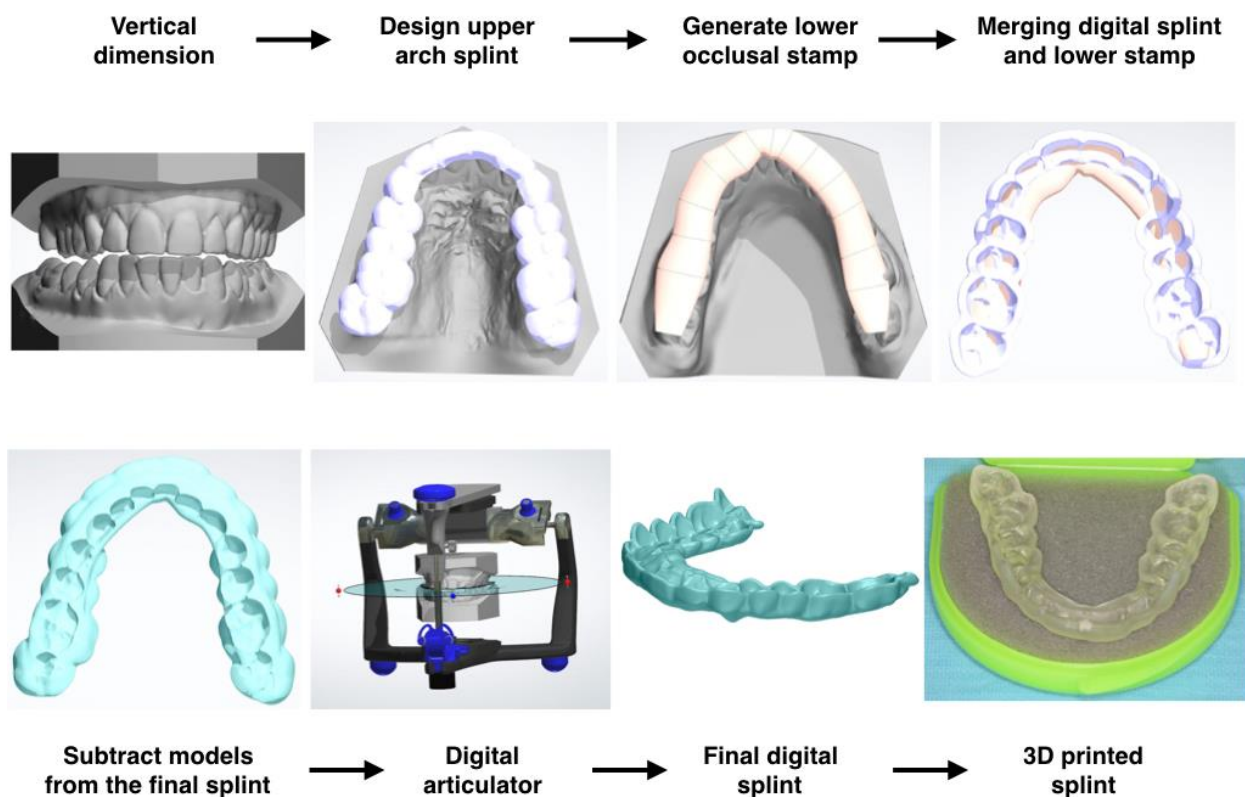 Vertical
dimension
Design upper
arch splint
Generate lower
occlusal stamp
Merging digital splint
and lower stamp
Subtract models
from the final splint
Digital
articulator
Final digital
splint
3D printed
splint